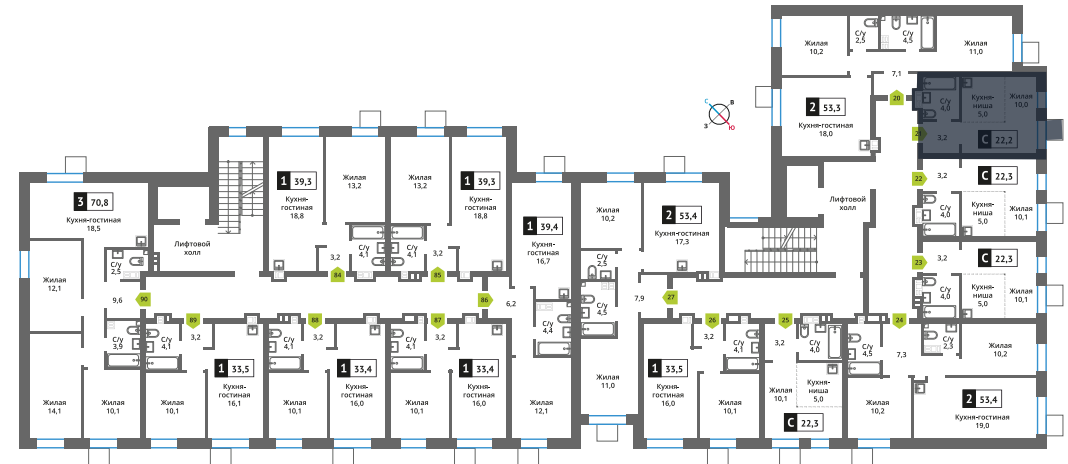 Жилая
10,2
С/у
2,5
С/у
4,5
Жилая
11,0
7,1
20
2 53,3
Кухня-гостиная
18,0
С/у
4,0
Кухня-
ниша
5,0
Жилая
10,0
21
3,2
С 22,2
С
В
З
Ю
22
3,2
С 22,3
С/у
4,0
Кухня-
ниша
5,0
Жилая
10,1
Лифтовой
холл
23
3,2
С 22,3
С/у
4,0
Кухня-
ниша
5,0
Жилая
10,1
3 70,8
Кухня-гостиная
18,5
Лифтовой
холл
С/у
2,5
Жилая
12,1
9,6
90
С/у
3,9
Жилая
14,1
Жилая
10,1
1 39,3
Кухня-
гостиная
18,8
Жилая
13,2
3,2
С/у
4,1
84
Жилая
13,2
1 39,3
Кухня-
гостиная
18,8
С/у
4,1
3,2
85
1 39,4
Кухня-
гостиная
16,7
86
6,2
С/у
4,4
Жилая
12,1
Жилая
10,2
2 53,4
Кухня-гостиная
17,3
С/у
2,5
7,9
27
С/у
4,5
Жилая
11,0
89
С/у
4,1
3,2
1 33,5
Кухня-
гостиная
16,1
Жилая
10,1
88
С/у
4,1
3,2
1 33,4
Кухня-
гостиная
16,0
Жилая
10,1
87
С/у
4,1
3,2
1 33,4
Кухня-
гостиная
16,0
Жилая
10,1
26
3,2
С/у
4,1
1 33,5
Кухня-
гостиная
16,0
Жилая
10,1
25
3,2
С/у
4,0
Жилая
10,1
Кухня-
ниша
5,0
С 22,3
24
С/у
4,5
7,3
С/у
2,3
Жилая
10,2
Жилая
10,2
2 53,4
Кухня-гостиная
19,0